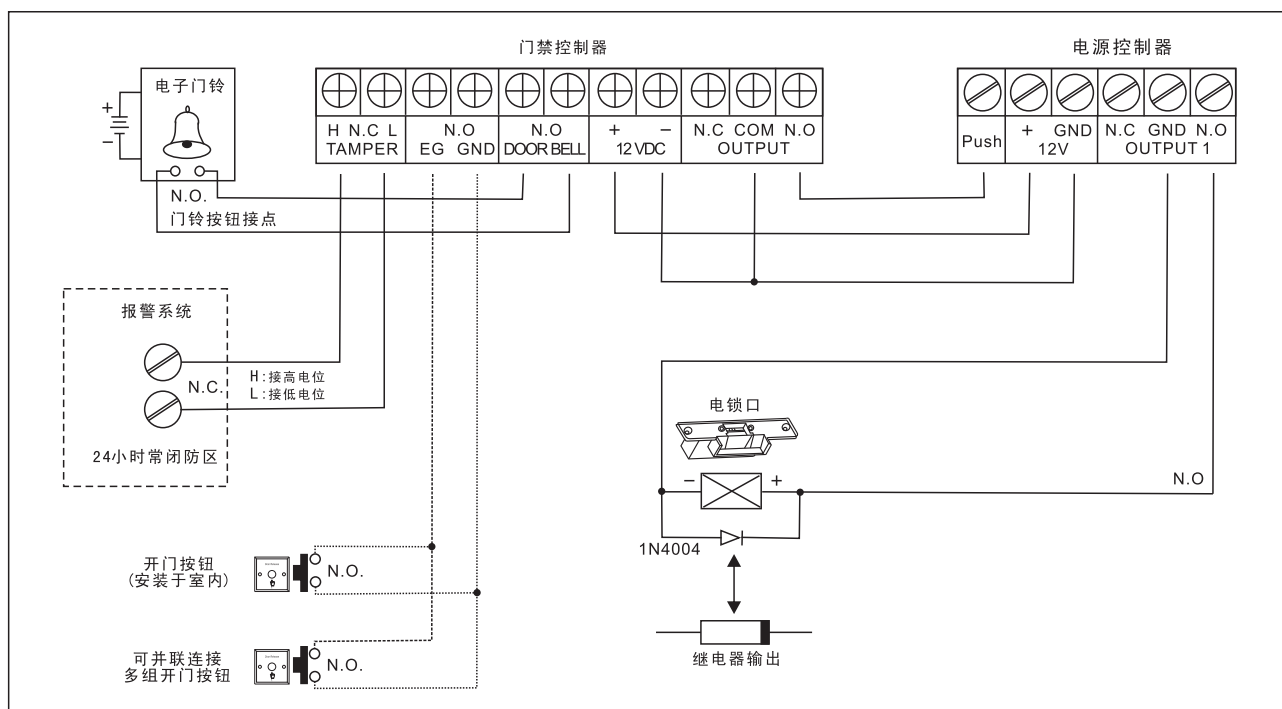 门禁控制器
电源控制器
电子门铃
+
−
H N.C L
TAMPER
N.O
EG GND
N.O
DOOR BELL
+ −
12 VDC
N.C COM N.O
OUTPUT
Push
+ GND
12V
N.C GND N.O
OUTPUT 1
N.O.
门铃按钮接点
报警系统
N.C.
H:接高电位
L:接低电位
24小时常闭防区
电锁口
− +
N.O
1N4004
开门按钮
(安装于室内)
N.O.
可并联连接
多组开门按钮
N.O.
继电器输出